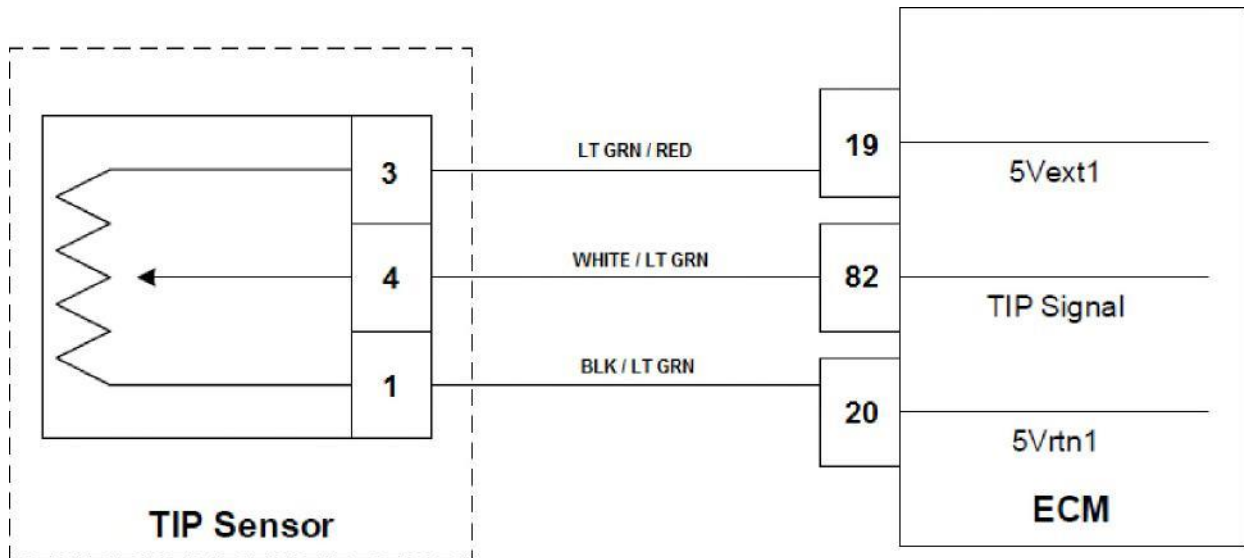 LT GRN / RED
3
19
5Vext1
WHITE / LT GRN
4
82
TIP Signal
BLK / LT GRN
1
20
5Vrtn1
TIP Sensor
ECM